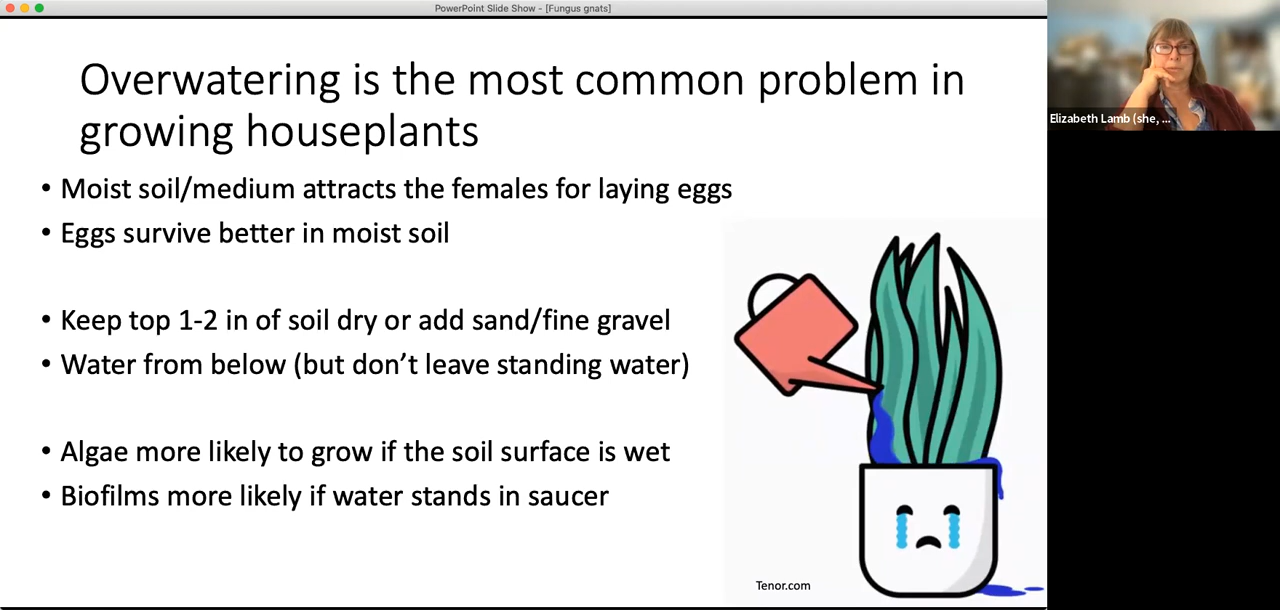 PowerPoint Slide Show - [Fungus gnats]
Overwatering is the most common problem in
growing houseplants
• Moist soil/medium attracts the females for laying eggs
• Eggs survive better in moist soil
• Keep top 1-2 in of soil dry or add sand/fine gravel
• Water from below (but don’t leave standing water)
• Algae more likely to grow if the soil surface is wet
• Biofilms more likely if water stands in saucer
Tenor.com
Elizabeth Lamb (she, ...